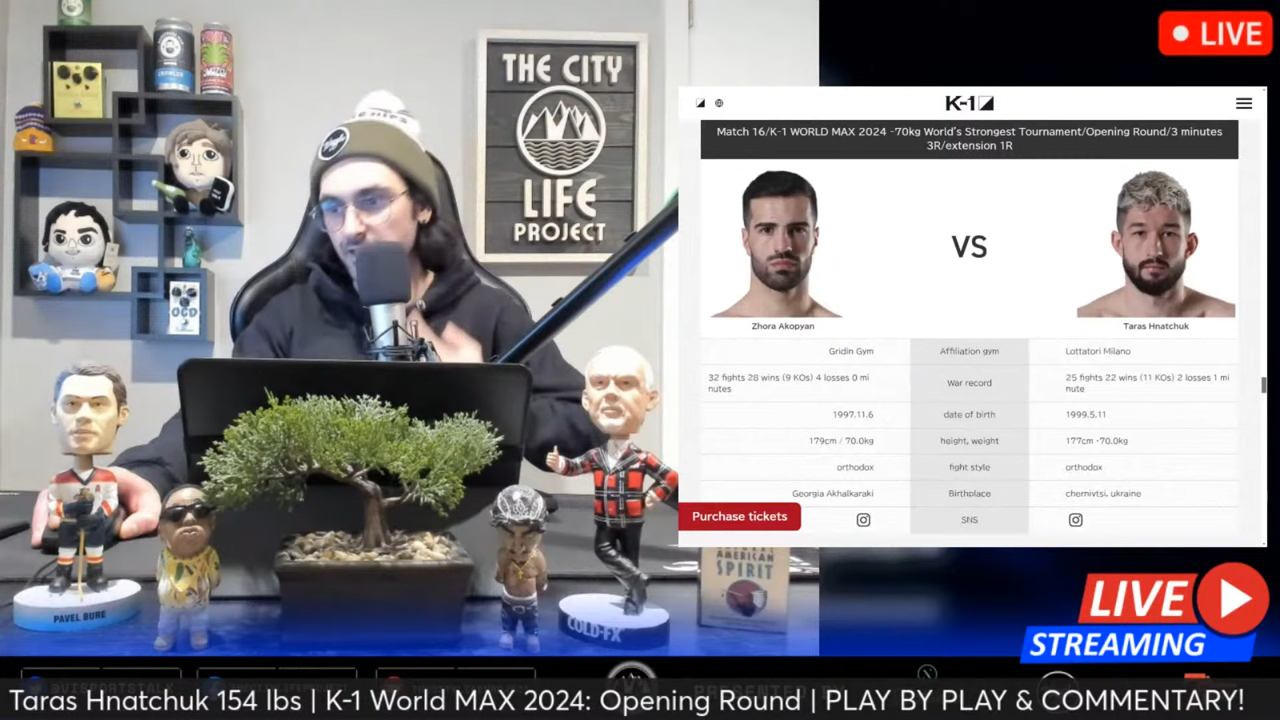 LIVE
THE CITY
LIFE
PROJECT
K-1
Match 16/K-1 WORLD MAX 2024 -70kg World's Strongest Tournament/Opening Round/3 minutes
3R/extension 1R
VS
Zhora Akopyan
Taras Hnatchuk
Gridin Gym Affiliation gym Lottatori Milano
32 fights 28 wins (9 KOs) 4 losses 0 mi
nutes
War record
25 fights 22 wins (11 KOs) 2 losses 1 mi
nute
1997.11.6 date of birth 1999.5.11
179cm / 70.0kg height, weight 177cm -70.0kg
orthodox fight style orthodox
Georgia Akhalkaraki Birthplace chernivtsi, ukraine
SNS
Purchase tickets
OCD
PAVEL BURE
COLD-FX
AMERICAN
SPIRIT
LIVE
STREAMING
Taras Hnatchuk 154 lbs | K-1 World MAX 2024: Opening Round | PLAY BY PLAY & COMMENTARY!